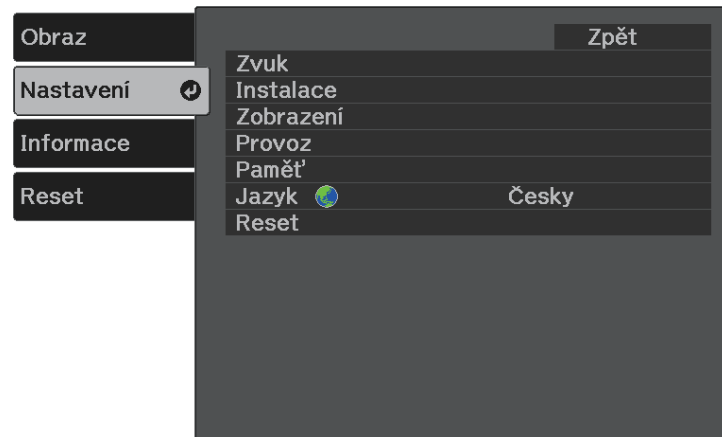 Obraz
Nastavení
Informace
Reset
Zpět
Zvuk
Instalace
Zobrazení
Provoz
Paměť
Jazyk Česky
Reset